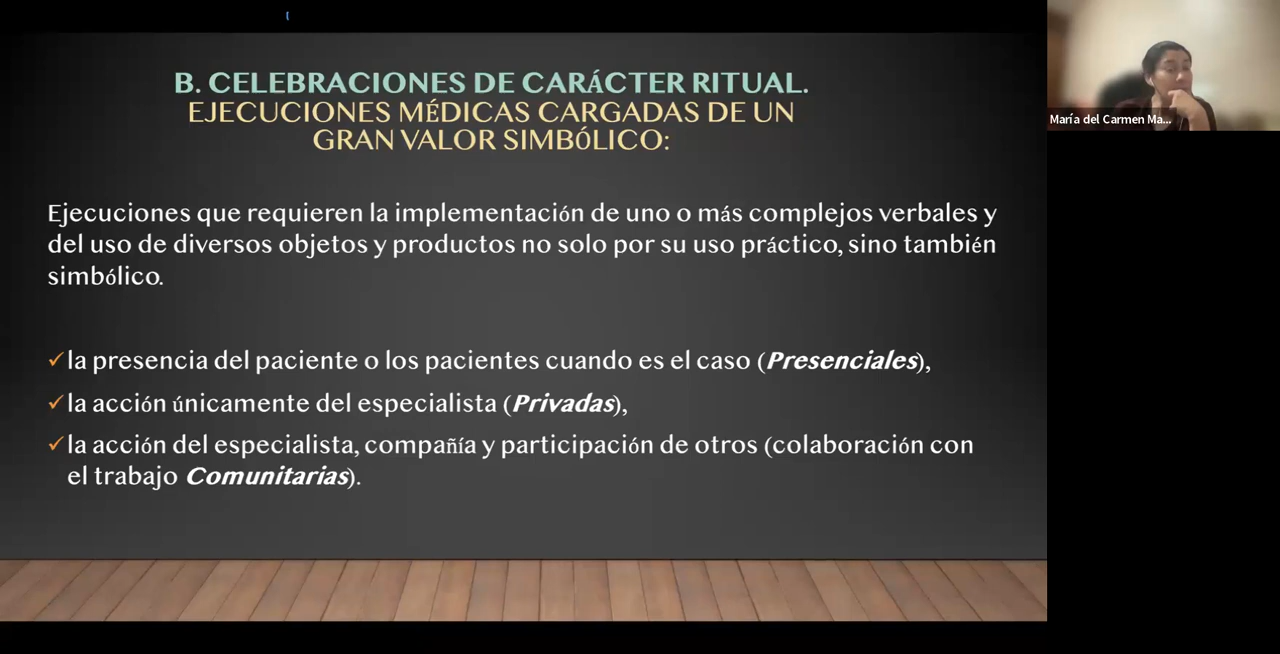 B. CELEBRACIONES DE CARÁCTER RITUAL.
EJECUCIONES MÉDICAS CARGADAS DE UN
GRAN VALOR SIMBÓLICO:
Ejecuciones que requieren la implementación de uno o más complejos verbales y
del uso de diversos objetos y productos no solo por su uso práctico, sino también
simbólico.
✓la presencia del paciente o los pacientes cuando es el caso (Presenciales),
✓la acción únicamente del especialista (Privadas),
✓la acción del especialista, compañía y participación de otros (colaboración con
el trabajo Comunitarias).
María del Carmen Ma...